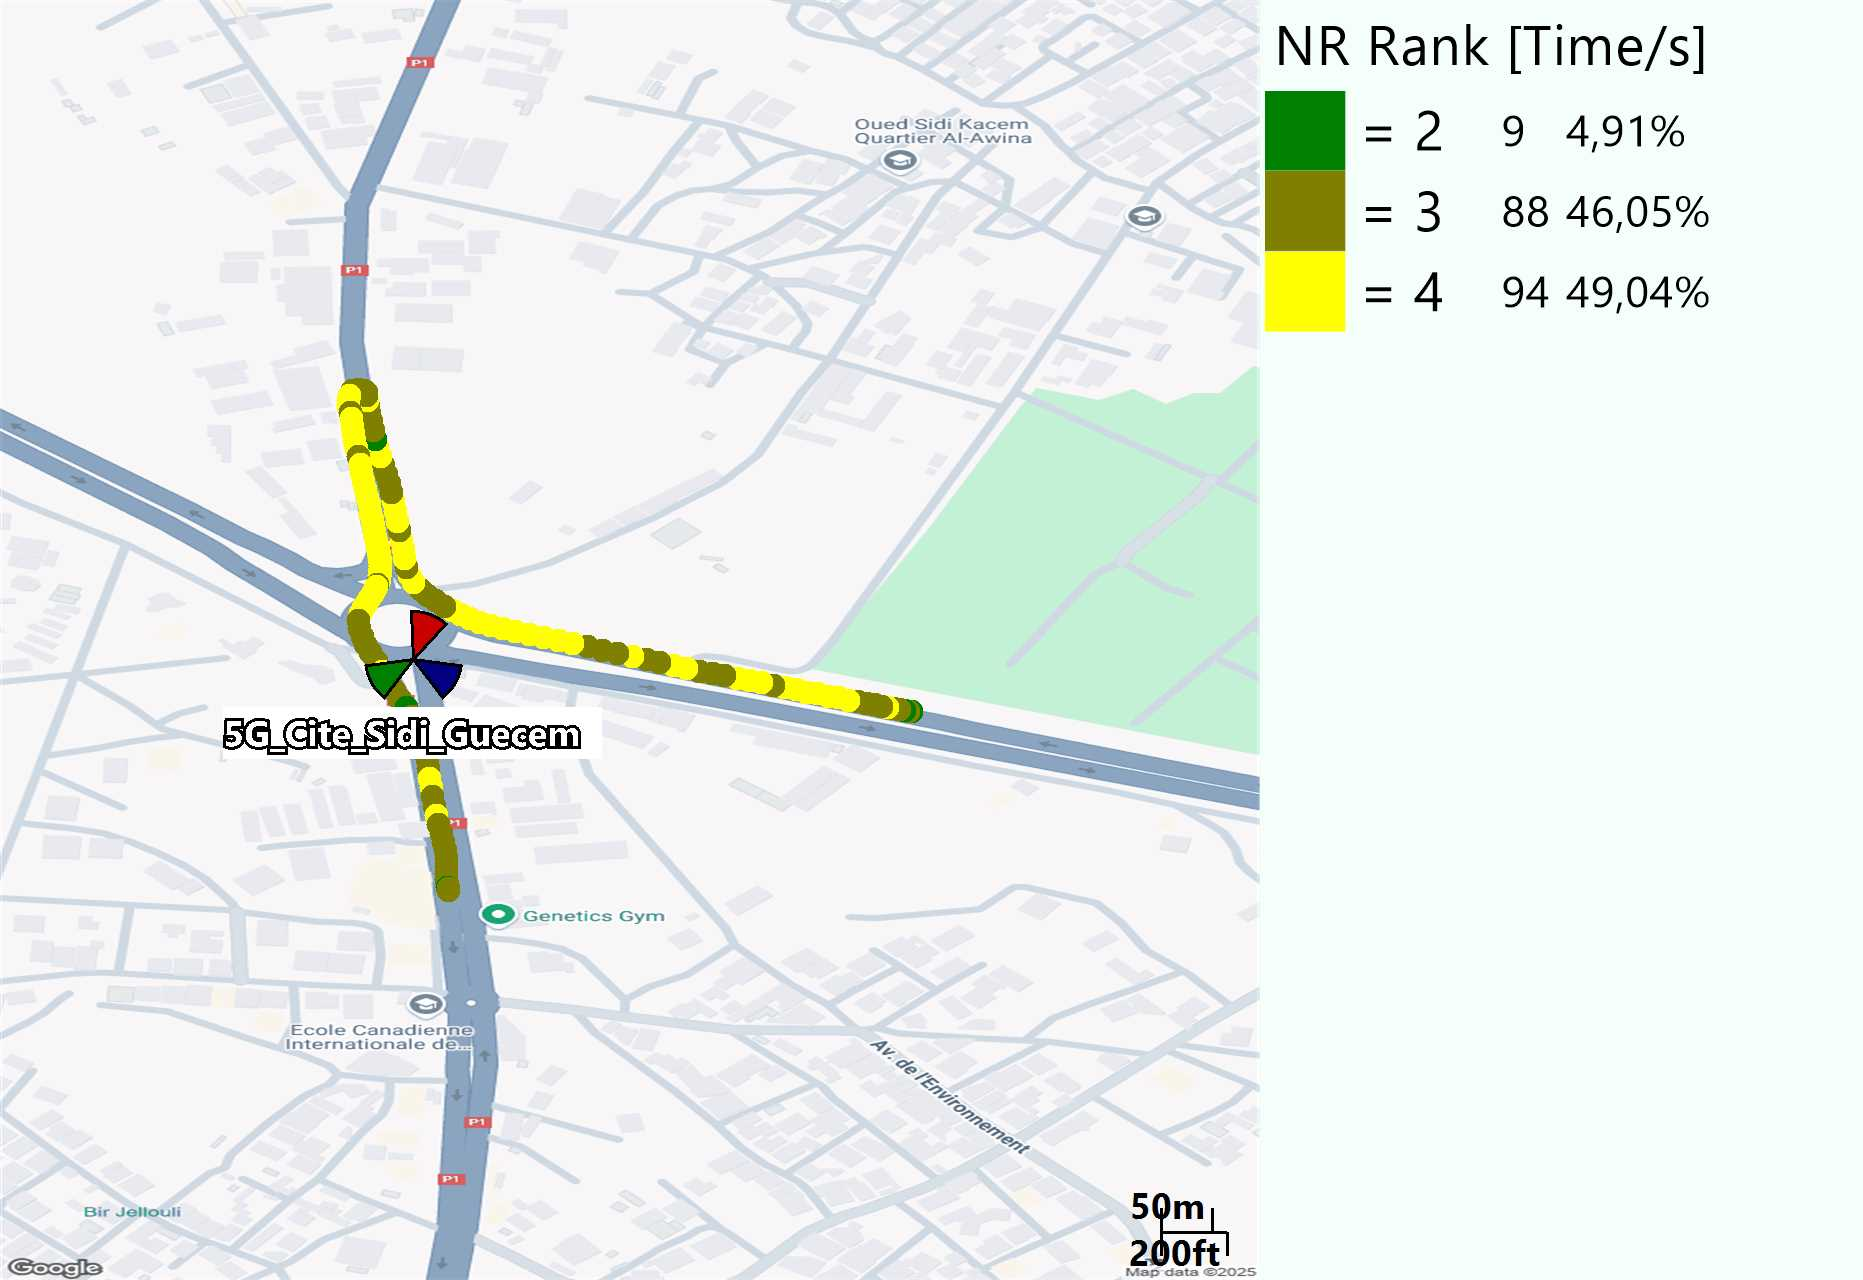 NR Rank [Time/s]
= 2 9 4,91%
= 3 88 46,05%
= 4 94 49,04%
P1
Oued Sidi Kacem
Quartier Al-Awina
P1
5G_Cite_Sidi_Guecem
P1
Genetics Gym
Ecole Canadienne
Internationale de...
Av. de l'Environnement
P1
P1
Bir Jellouli
50m
200ft
Google
Map data ©2025